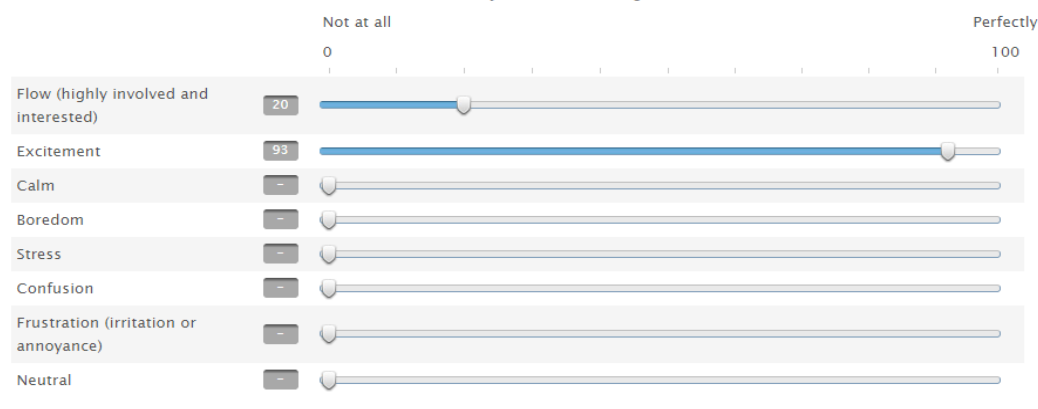 Not at all Perfectly
0 100
Flow (highly involved and
interested) 20
Excitement 93
Calm -
Boredom -
Stress -
Confusion -
Frustration (irritation or
annoyance) -
Neutral -